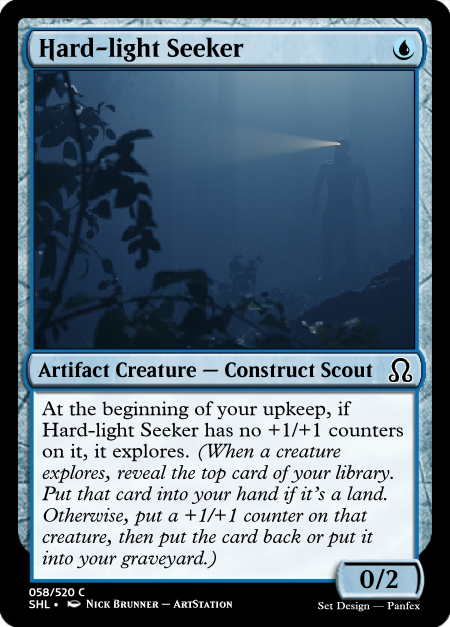 Hard-light Seeker
Artifact Creature — Construct Scout
At the beginning of your upkeep, if
Hard-light Seeker has no +1/+1 counters
on it, it explores. (When a creature
explores, reveal the top card of your library.
Put that card into your hand if it's a land.
Otherwise, put a +1/+1 counter on that
creature, then put the card back or put it
into your graveyard.)
0/2
058/520 C
SHL • Nick Brunner — ArtStation
Set Design — Panfex